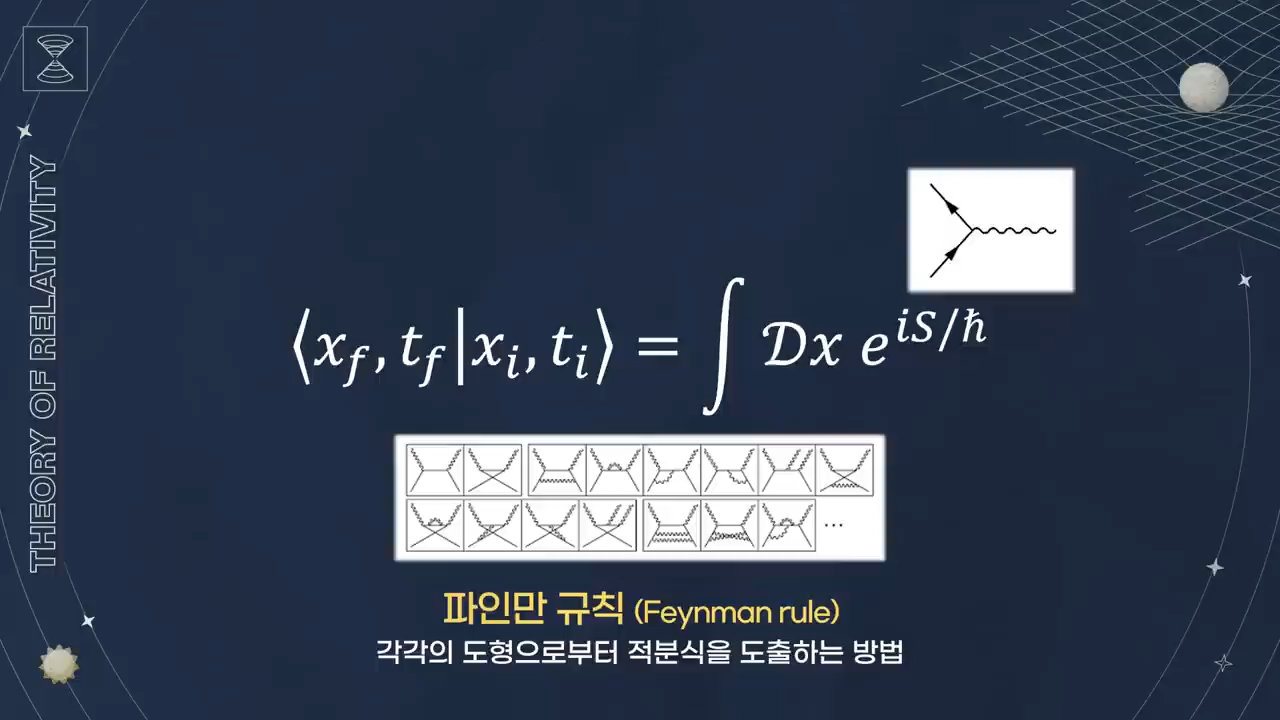 THEORY OF RELATIVITY
⟨x_f, t_f|x_i, t_i⟩ = ∫ 𝒟x e^{iS/ħ}
...
파인만 규칙 (Feynman rule)
각각의 도형으로부터 적분식을 도출하는 방법